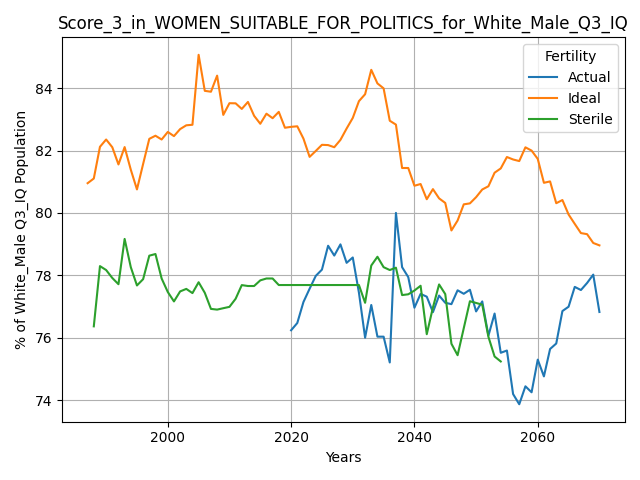 Score_3_in_WOMEN_SUITABLE_FOR_POLITICS_for_White_Male_Q3_IQ
Fertility
Actual
Ideal
Sterile
% of White_Male Q3_IQ Population
84
82
80
78
76
74
2000
2020
2040
2060
Years